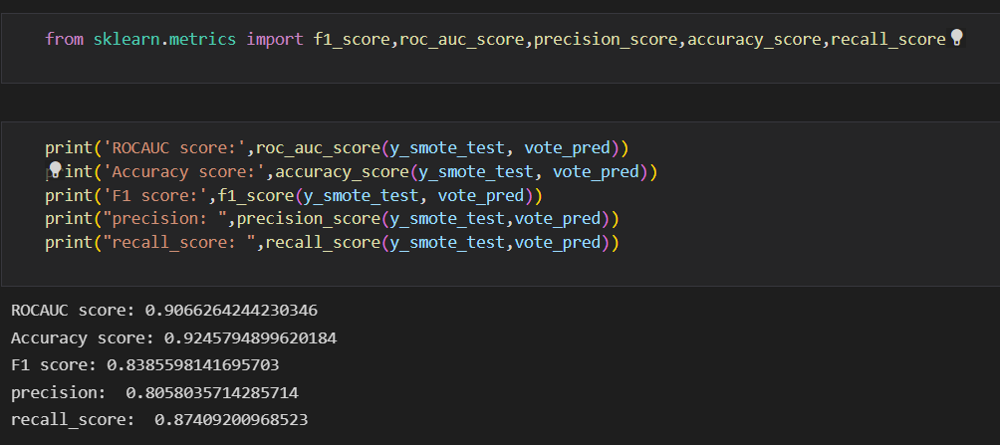 from sklearn.metrics import f1_score,roc_auc_score,precision_score,accuracy_score,recall_score
print('ROCAUC score:',roc_auc_score(y_smote_test, vote_pred))
print('Accuracy score:',accuracy_score(y_smote_test, vote_pred))
print('F1 score:',f1_score(y_smote_test, vote_pred))
print("precision: ",precision_score(y_smote_test,vote_pred))
print("recall_score: ",recall_score(y_smote_test,vote_pred))
ROCAUC score: 0.9066264244230346
Accuracy score: 0.9245794899620184
F1 score: 0.8385598141695703
precision:  0.8058035714285714
recall_score:  0.87409200968523